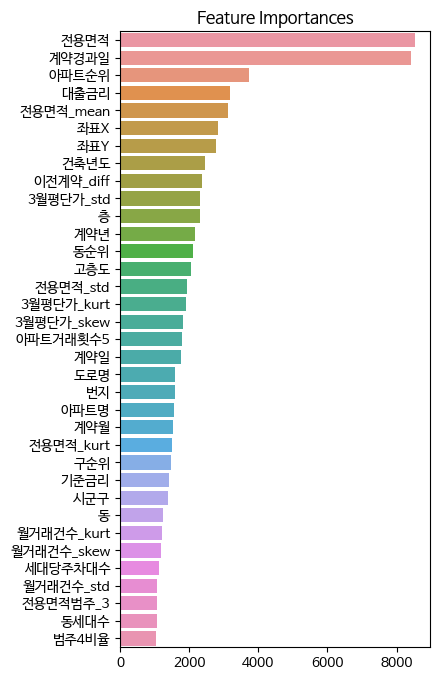 Feature Importances
전용면적
계약경과일
아파트순위
대출금리
전용면적_mean
좌표X
좌표Y
건축년도
이전계약_diff
3월평단가_std
층
계약년
동순위
고층도
전용면적_std
3월평단가_kurt
3월평단가_skew
아파트거래횟수5
계약일
도로명
번지
아파트명
계약월
전용면적_kurt
구순위
기준금리
시군구
동
월거래건수_kurt
월거래건수_skew
세대당주차대수
월거래건수_std
전용면적범주_3
동세대수
범주4비율
0 2000 4000 6000 8000